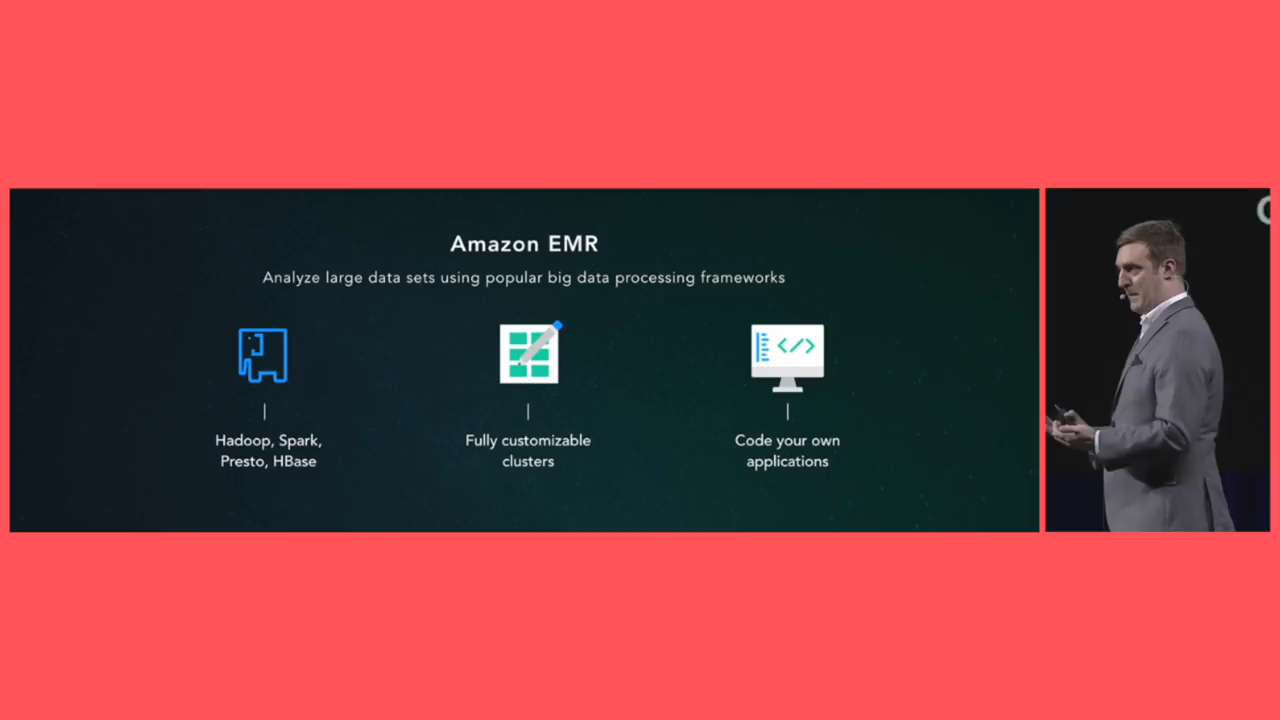 Amazon EMR
Analyze large data sets using popular big data processing frameworks
Hadoop, Spark,
Presto, HBase
Fully customizable
clusters
Code your own
applications